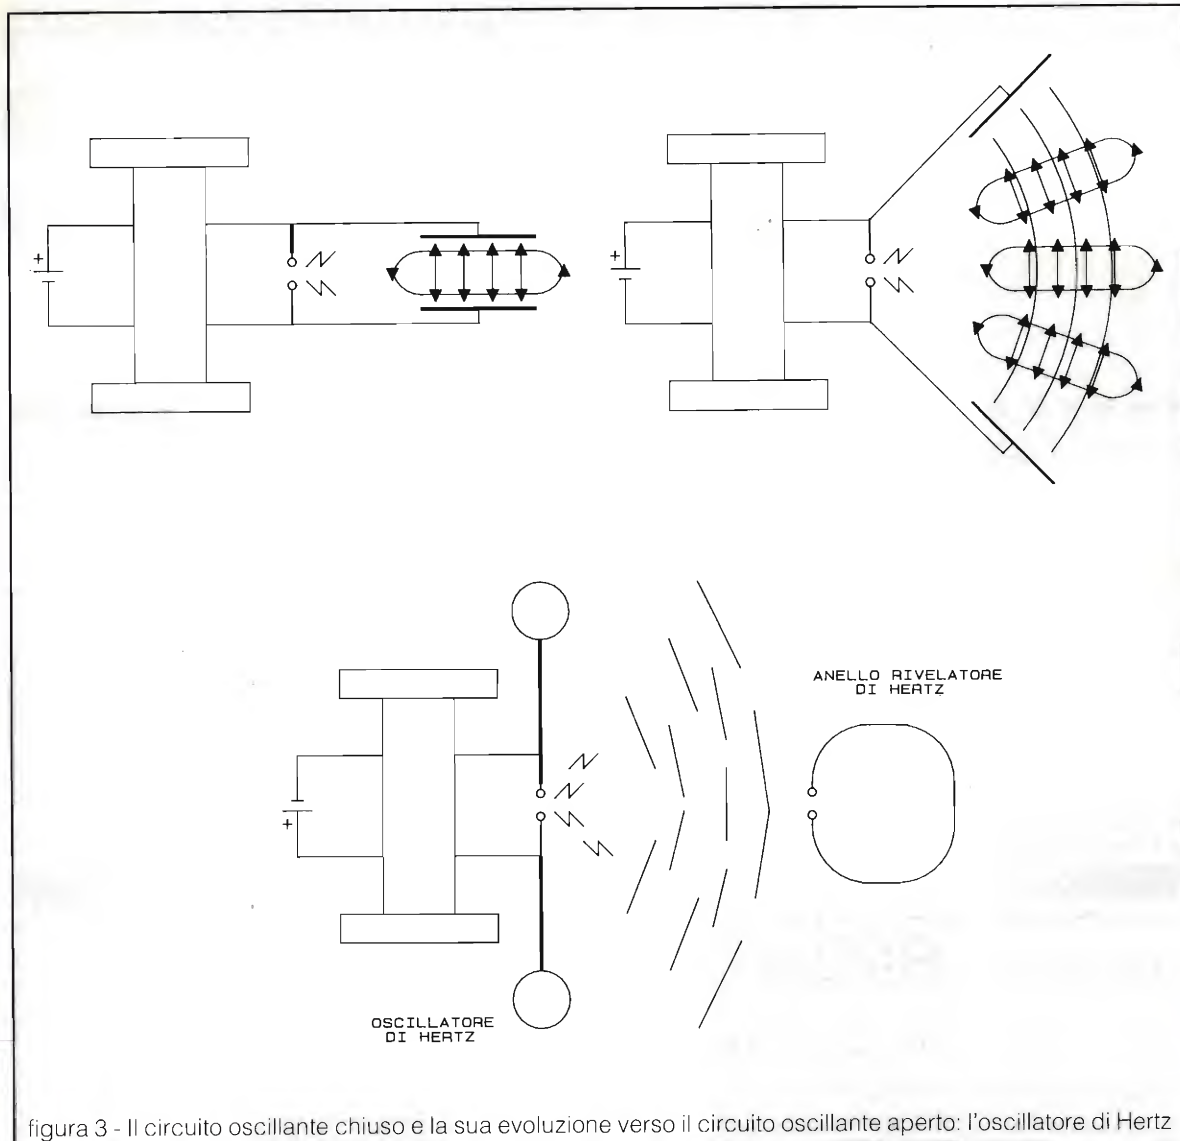 +
+
ANELLO RIVELATORE
DI HERTZ
+
OSCILLATORE
DI HERTZ
figura 3 - Il circuito oscillante chiuso e la sua evoluzione verso il circuito oscillante aperto: l'oscillatore di Hertz